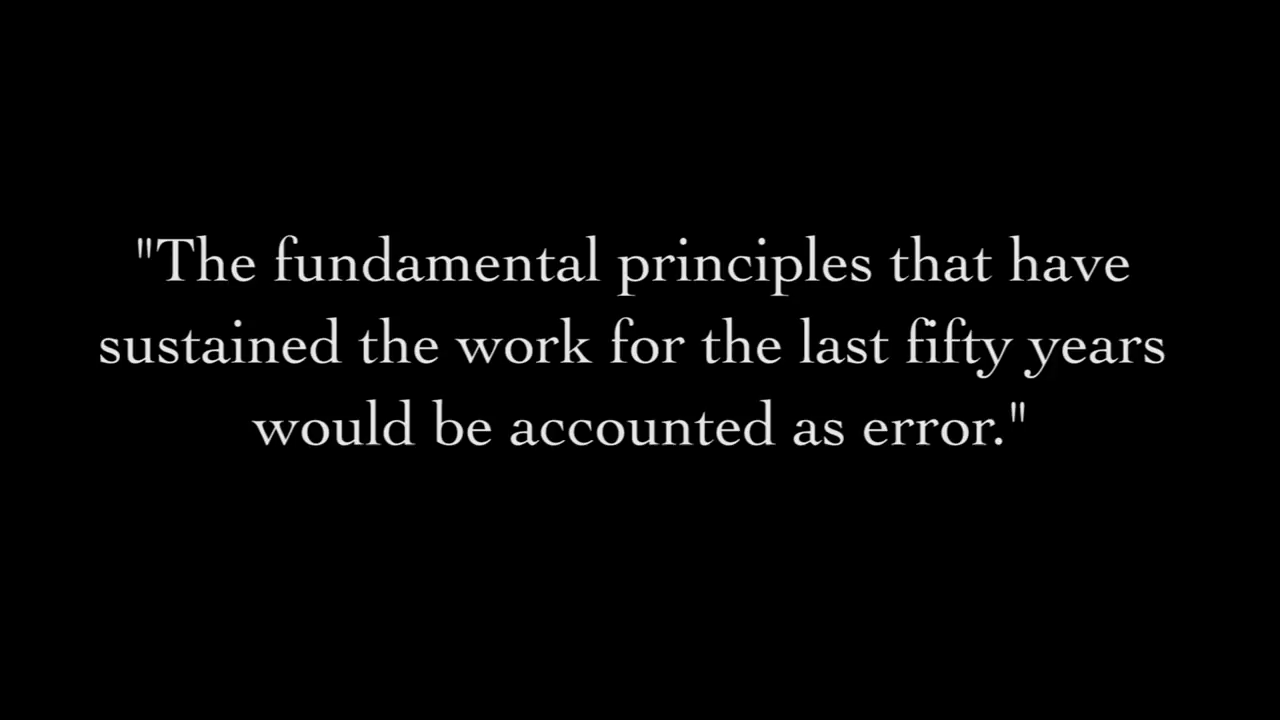 "The fundamental principles that have
sustained the work for the last fifty years
would be accounted as error."